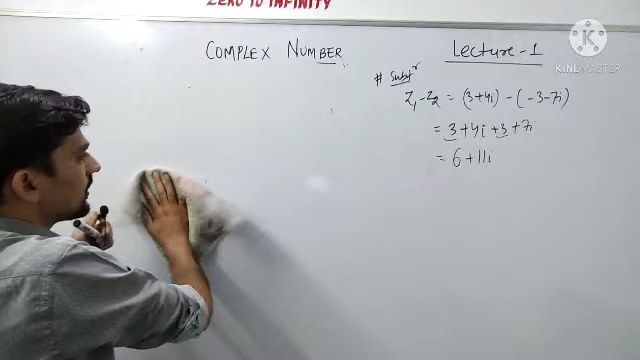 ZERO TO INFINITY
COMPLEX NUMBER
Lecture-1
KINEMASTER
# Subtⁿ
Z₁-Z₂ = (3+4i) - (-3-7i)
= 3+4i+3+7i
= 6+11i